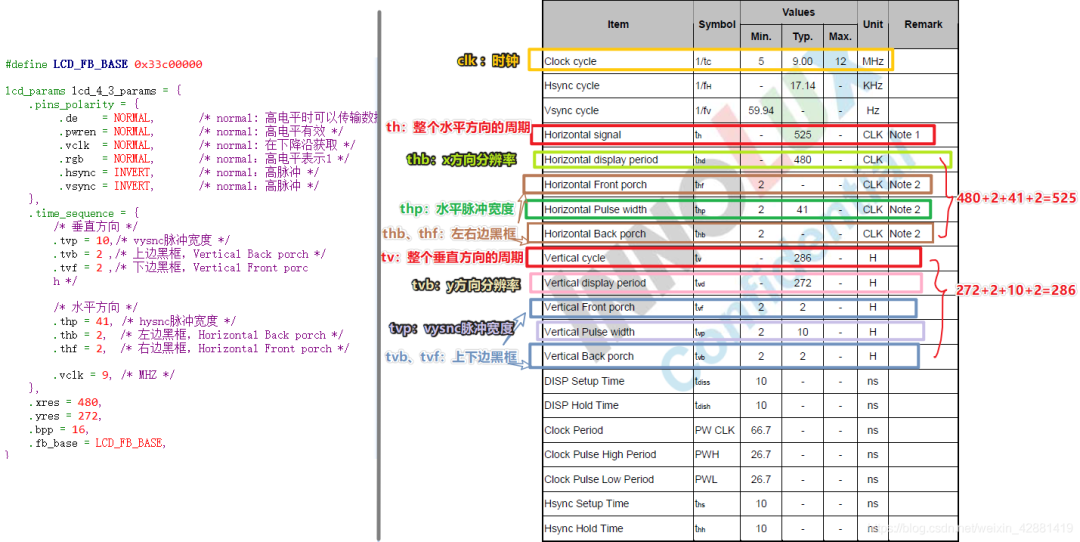 #define LCD_FB_BASE 0x33c00000
lcd_params lcd_4_3_params = {
.pins_polarity = {
.de = NORMAL, /* normal: 高电平时可以传输数据
.pwren = NORMAL, /* normal: 高电平有效 */
.vclk = NORMAL, /* normal: 在下降沿获取 */
.rgb = NORMAL, /* normal: 高电平表示1 */
.hsync = INVERT, /* normal: 高脉冲 */
.vsync = INVERT, /* normal: 高脉冲 */
},
.time_sequence = {
/* 垂直方向 */
.tvp = 10,/* vysnc脉冲宽度 */
.tvb = 2 ,/* 上边黑框, Vertical Back porch */
.tvf = 2 ,/* 下边黑框, Vertical Front porc
h */
/* 水平方向 */
.thp = 41, /* hysnc脉冲宽度 */
.thb = 2, /* 左边黑框, Horizontal Back porch */
.thf = 2, /* 右边黑框, Horizontal Front porch */
.vclk = 9, /* MHZ */
},
.xres = 480,
.yres = 272,
.bpp = 16,
.fb_base = LCD_FB_BASE,
}
clk：时钟
th：整个水平方向的周期
thb：x方向分辨率
thp：水平脉冲宽度
thb、thf：左右边黑框
tv：整个垂直方向的周期
tvb：y方向分辨率
tvp：vysnc脉冲宽度
tvb、tvf：上下边黑框
Item Symbol Values Unit Remark
Min. Typ. Max.
Clock cycle 1/tc 5 9.00 12 MHz
Hsync cycle 1/fH - 17.14 - KHz
Vsync cycle 1/fv 59.94 - - Hz
Horizontal signal th - 525 - CLK Note 1
Horizontal display period thd - 480 - CLK
Horizontal Front porch thf 2 - - CLK Note 2
Horizontal Pulse width thp 2 41 - CLK Note 2
Horizontal Back porch thb 2 - - CLK Note 2
Vertical cycle tv - 286 - H
Vertical display period tvd - 272 - H
Vertical Front porch tvf 2 2 - H
Vertical Pulse width tvp 2 10 - H
Vertical Back porch tvb 2 2 - H
DISP Setup Time tdiss 10 - - ns
DISP Hold Time tdish 10 - - ns
Clock Period PW CLK 66.7 - - ns
Clock Pulse High Period PWH 26.7 - - ns
Clock Pulse Low Period PWL 26.7 - - ns
Hsync Setup Time ths 10 - - ns
Hsync Hold Time thh 10 - - ns
480+2+41+2=525
272+2+10+2=286
INNOLUX
Confidential
https://blog.csdn.net/weixin_42881419